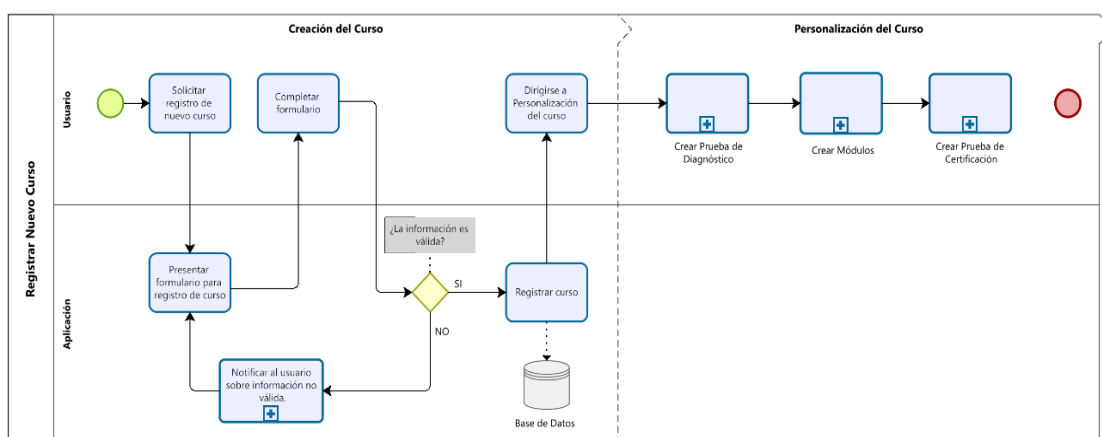 Creación del Curso
Personalización del Curso
Registrar Nuevo Curso
Usuario
Solicitar
registro de
nuevo curso
Completar
formulario
Dirigirse a
Personalización
del curso
Crear Prueba de
Diagnóstico
Crear Módulos
Crear Prueba de
Certificación
Aplicación
¿La información es
válida?
Presentar
formulario para
registro de curso
SI
Registrar curso
NO
Notificar al usuario
sobre información no
válida.
Base de Datos